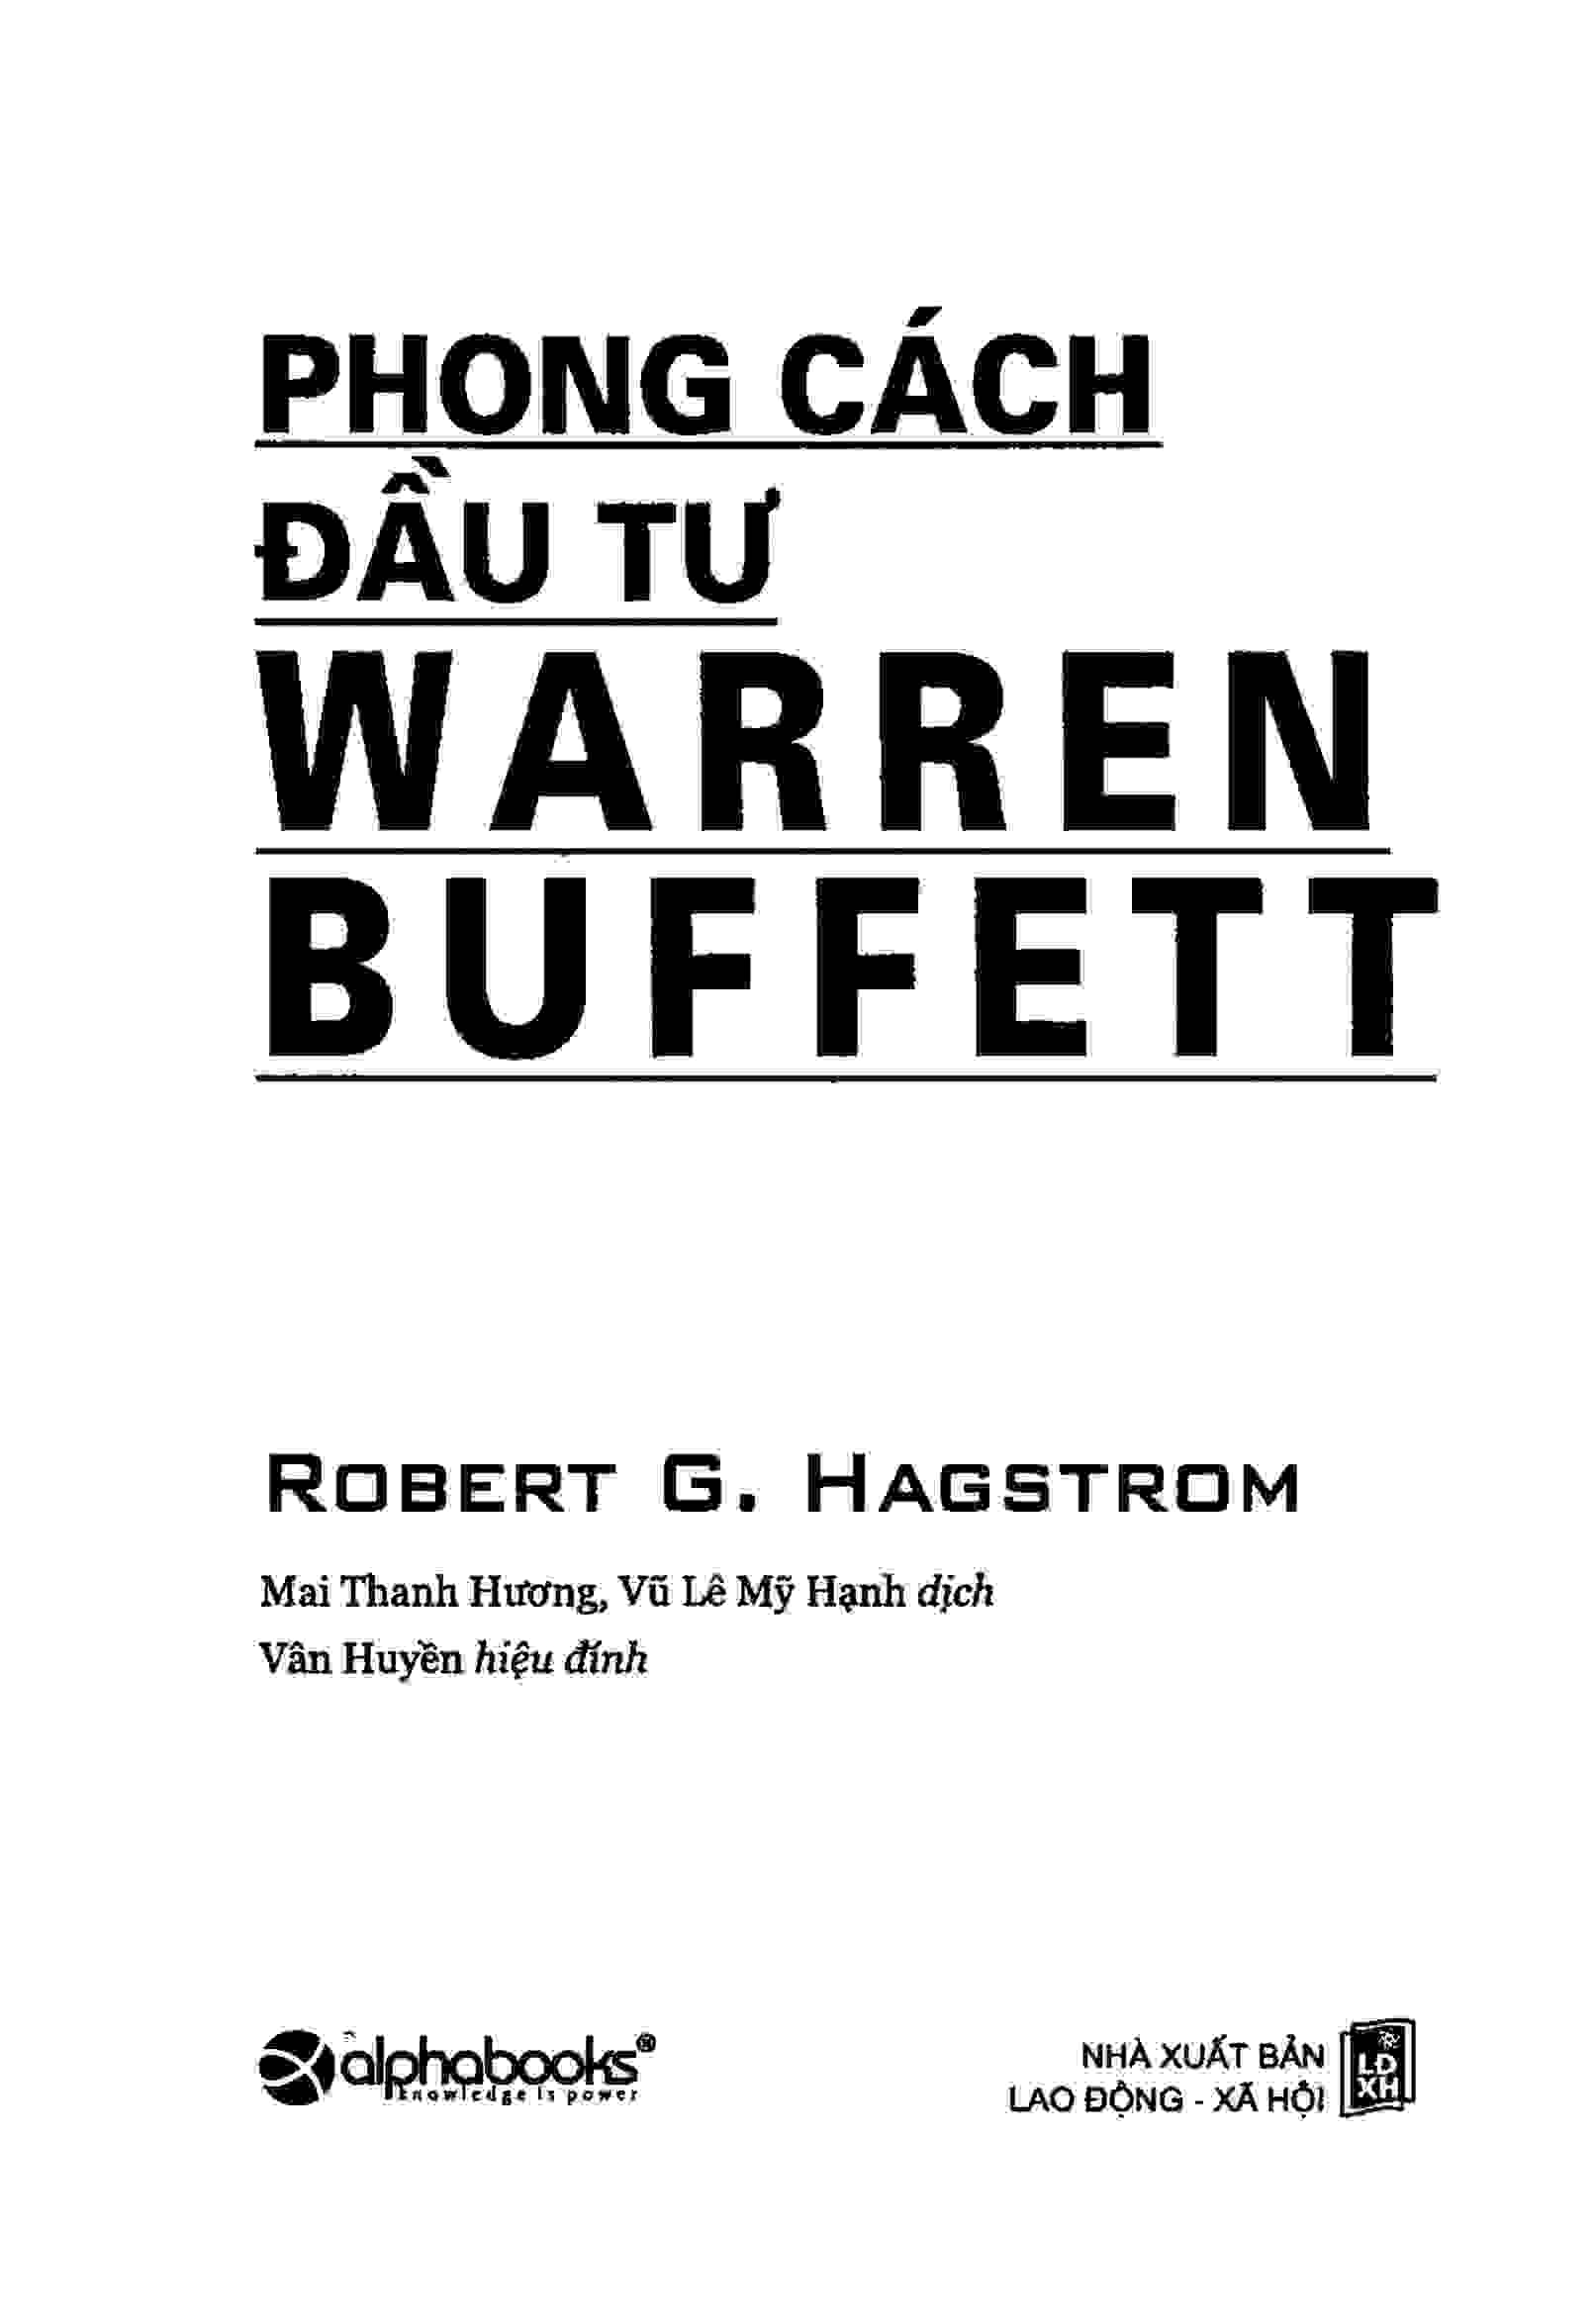 PHONG CÁCH
ĐẦU TƯ
WARREN
BUFFETT
ROBERT G. HAGSTROM
Mai Thanh Hương, Vũ Lê Mỹ Hạnh dịch
Vân Huyền hiệu đính
alphabooks®
knowledge is power
NHÀ XUẤT BẢN
LAO ĐỘNG - XÃ HỘI
LĐ
XH